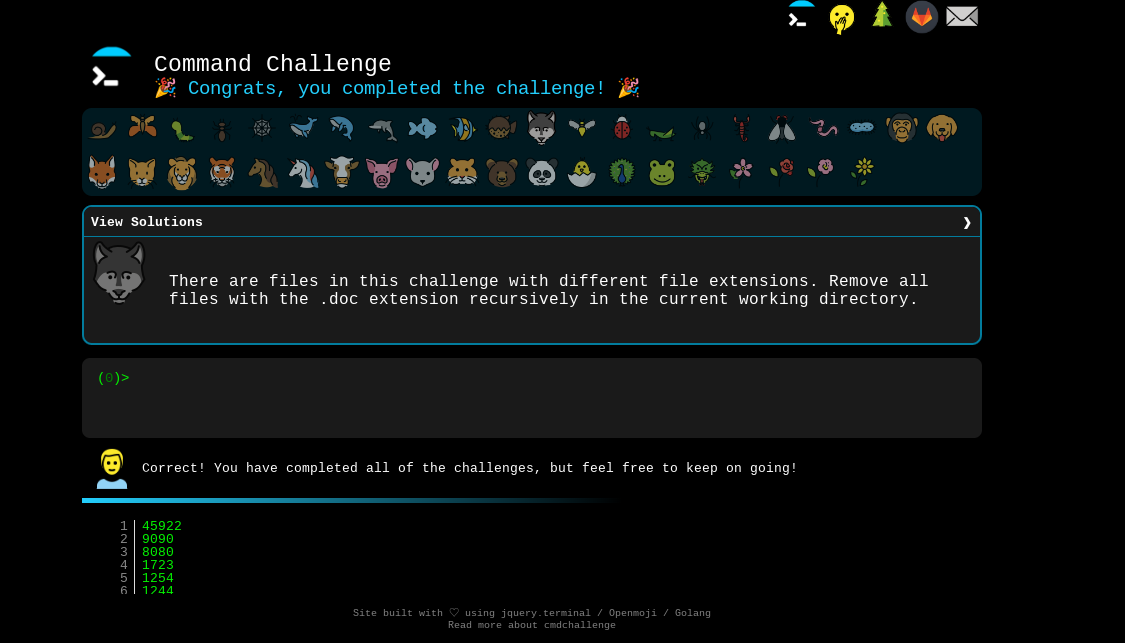 Command Challenge
🎉 Congrats, you completed the challenge! 🎉
View Solutions ❯
There are files in this challenge with different file extensions. Remove all
files with the .doc extension recursively in the current working directory.
(0)>
Correct! You have completed all of the challenges, but feel free to keep on going!
1 45922
2 9090
3 8080
4 1723
5 1254
6 1244
Site built with ♡ using jquery.terminal / Openmoji / Golang
Read more about cmdchallenge